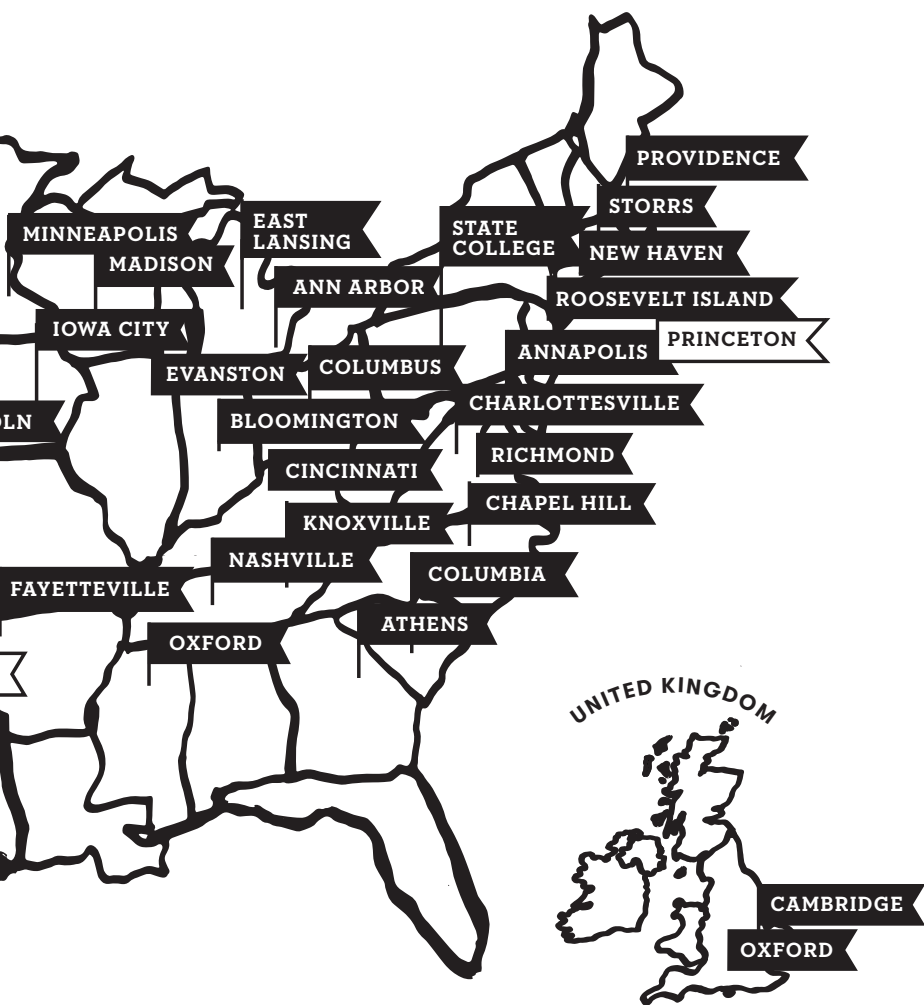 PROVIDENCE
STORRS
EAST
LANSING
STATE
COLLEGE
MINNEAPOLIS
NEW HAVEN
MADISON
ANN ARBOR
ROOSEVELT ISLAND
IOWA CITY
PRINCETON
ANNAPOLIS
COLUMBUS
EVANSTON
CHARLOTTESVILLE
OLN
BLOOMINGTON
RICHMOND
CINCINNATI
CHAPEL HILL
KNOXVILLE
NASHVILLE
COLUMBIA
FAYETTEVILLE
ATHENS
OXFORD
UNITED KINGDOM
CAMBRIDGE
OXFORD